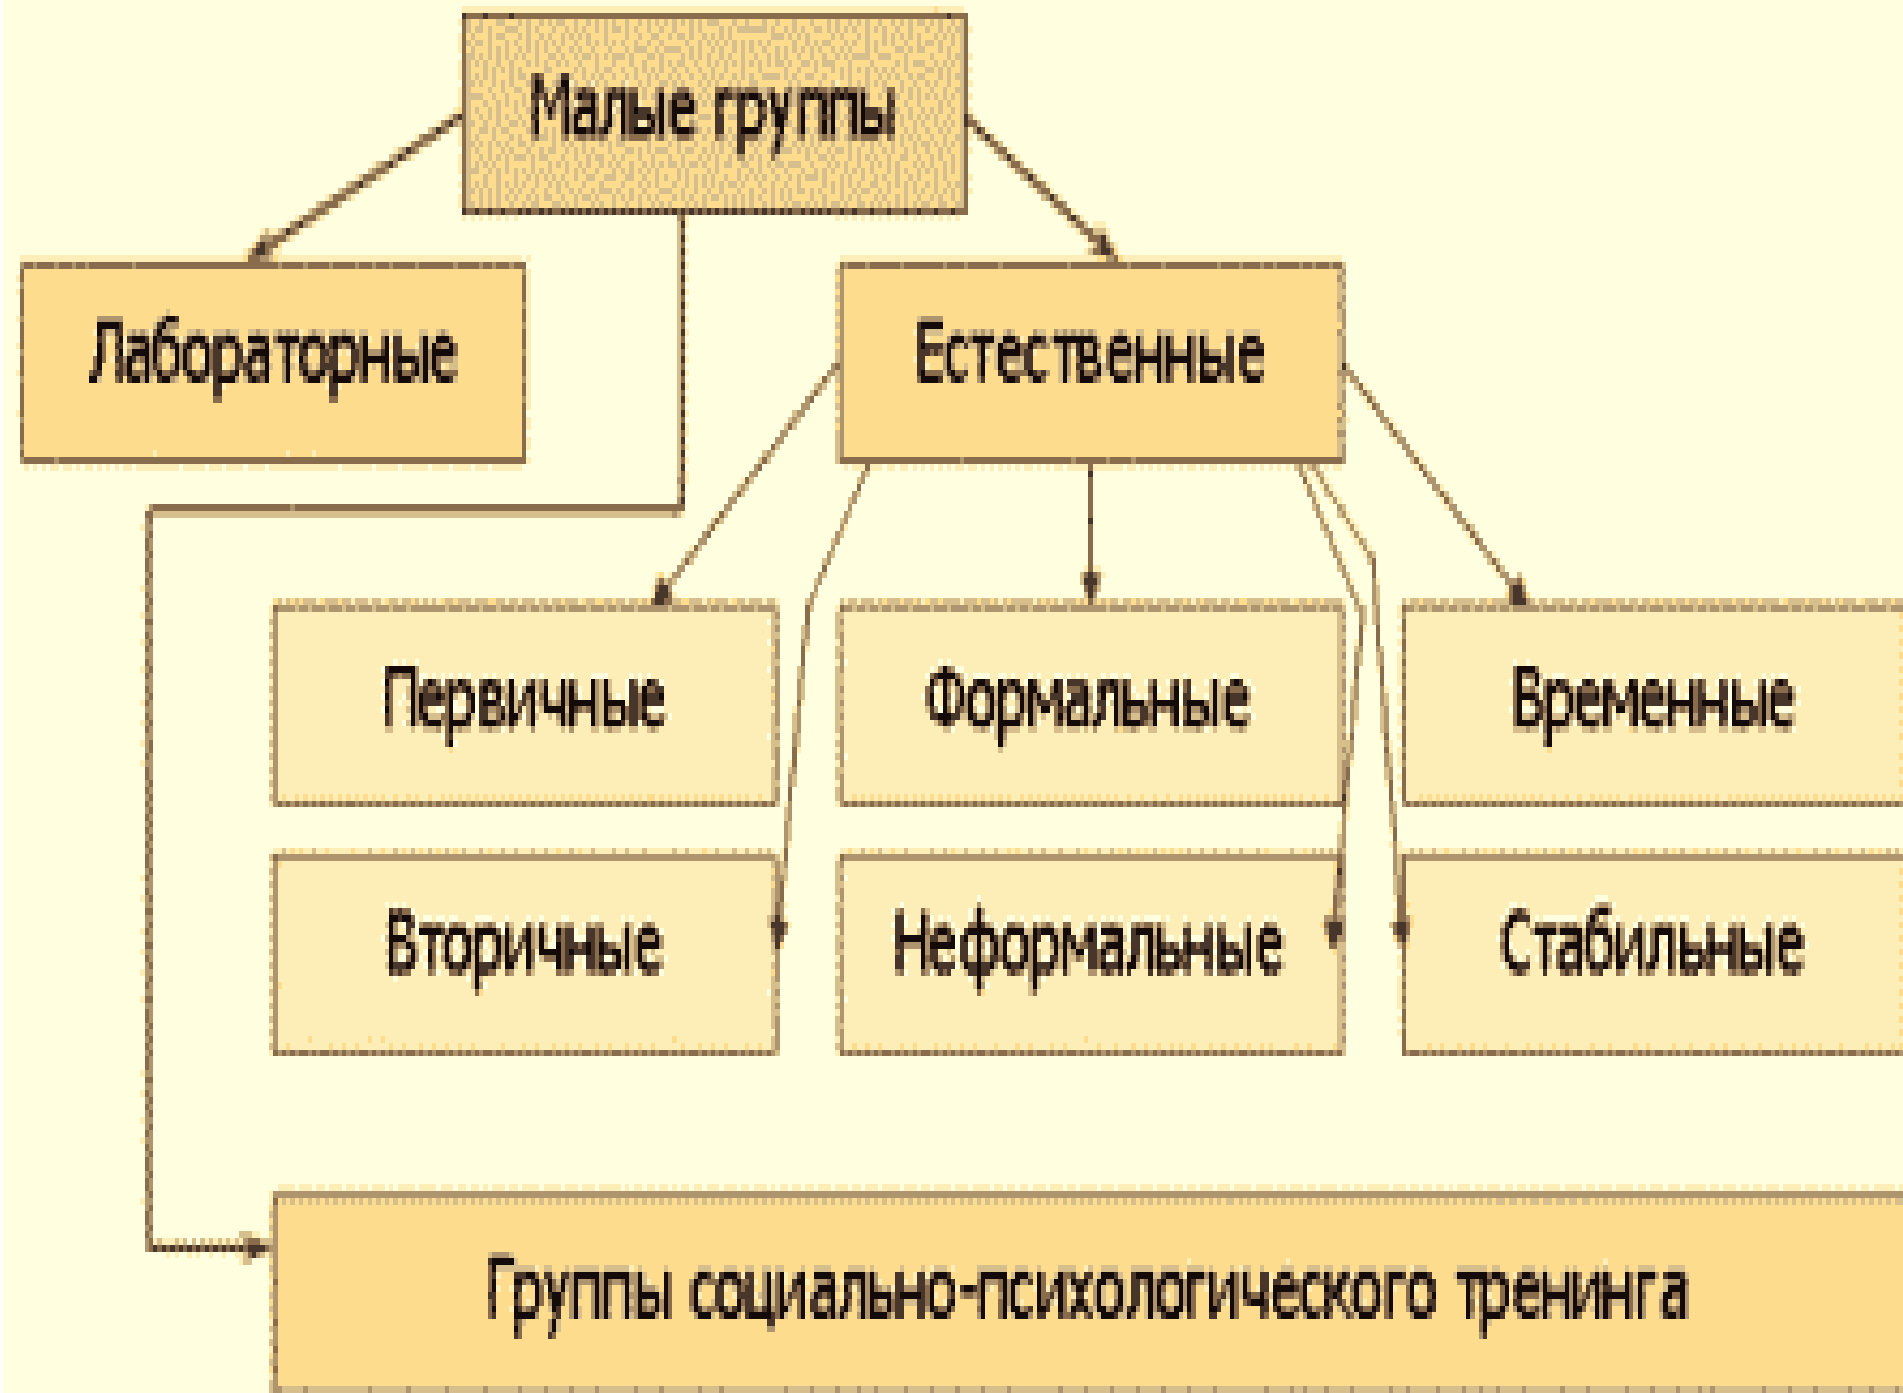 Малые группы
Лабораторные
Естественные
Первичные
Формальные
Временные
Вторичные
Неформальные
Стабильные
Группы социально-психологического тренинга